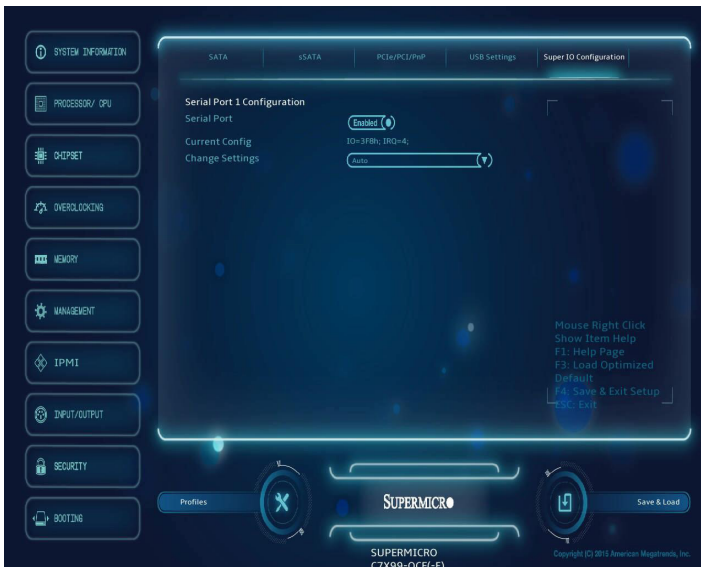 SYSTEM INFORMATION
PROCESSOR/ CPU
CHIPSET
OVERCLOCKING
MEMORY
MANAGEMENT
IPMI
INPUT/OUTPUT
SECURITY
BOOTING
SATA sSATA PCIe/PCI/PnP USB Settings Super IO Configuration
Serial Port 1 Configuration
Serial Port Enabled
Current Config IO=3F8h; IRQ=4;
Change Settings Auto
Mouse Right Click
Show Item Help
F1: Help Page
F3: Load Optimized
Default
F4: Save & Exit Setup
ESC: Exit
Profiles
SUPERMICRO
Save & Load
SUPERMICRO
C7X99-OCE(-F)
Copyright (C) 2015 American Megatrends, Inc.